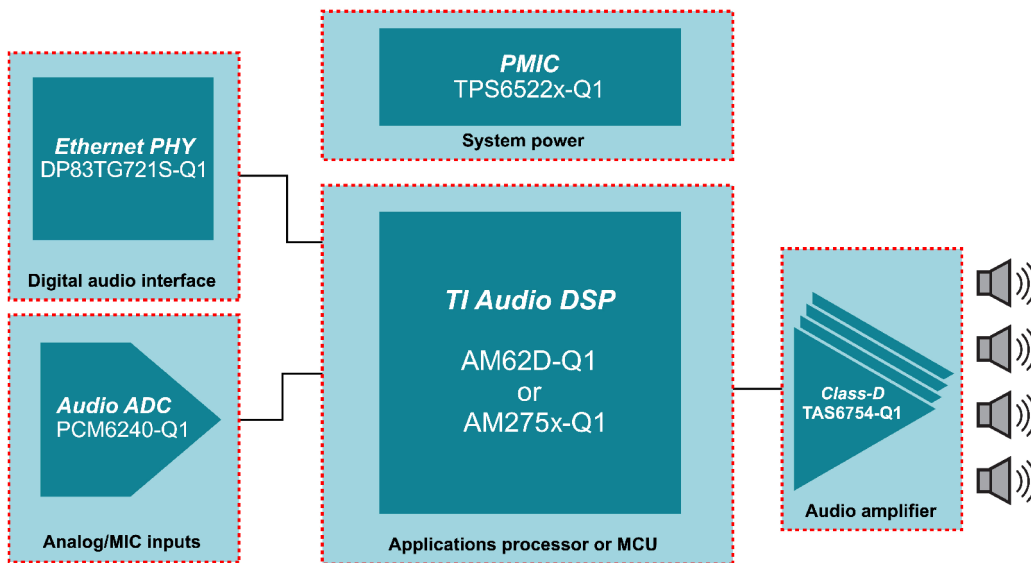 PMIC
TPS6522x-Q1
System power
Ethernet PHY
DP83TG721S-Q1
Digital audio interface
Audio ADC
PCM6240-Q1
Analog/MIC inputs
TI Audio DSP
AM62D-Q1
or
AM275x-Q1
Applications processor or MCU
Class-D
TAS6754-Q1
Audio amplifier